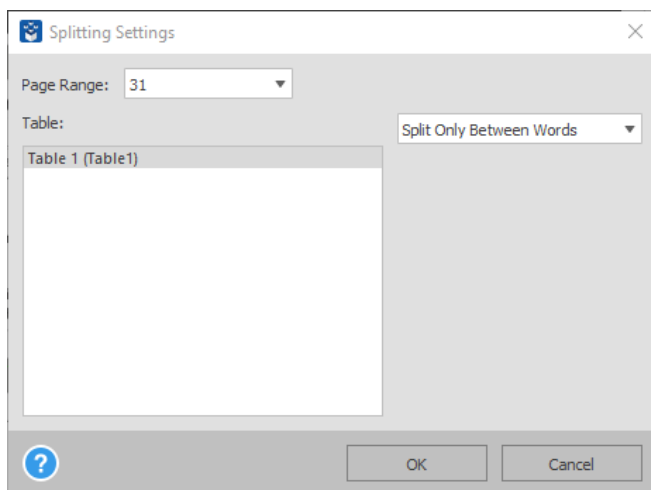 Splitting Settings
Page Range: 31
Table:
Split Only Between Words
Table 1 (Table1)
?
OK Cancel